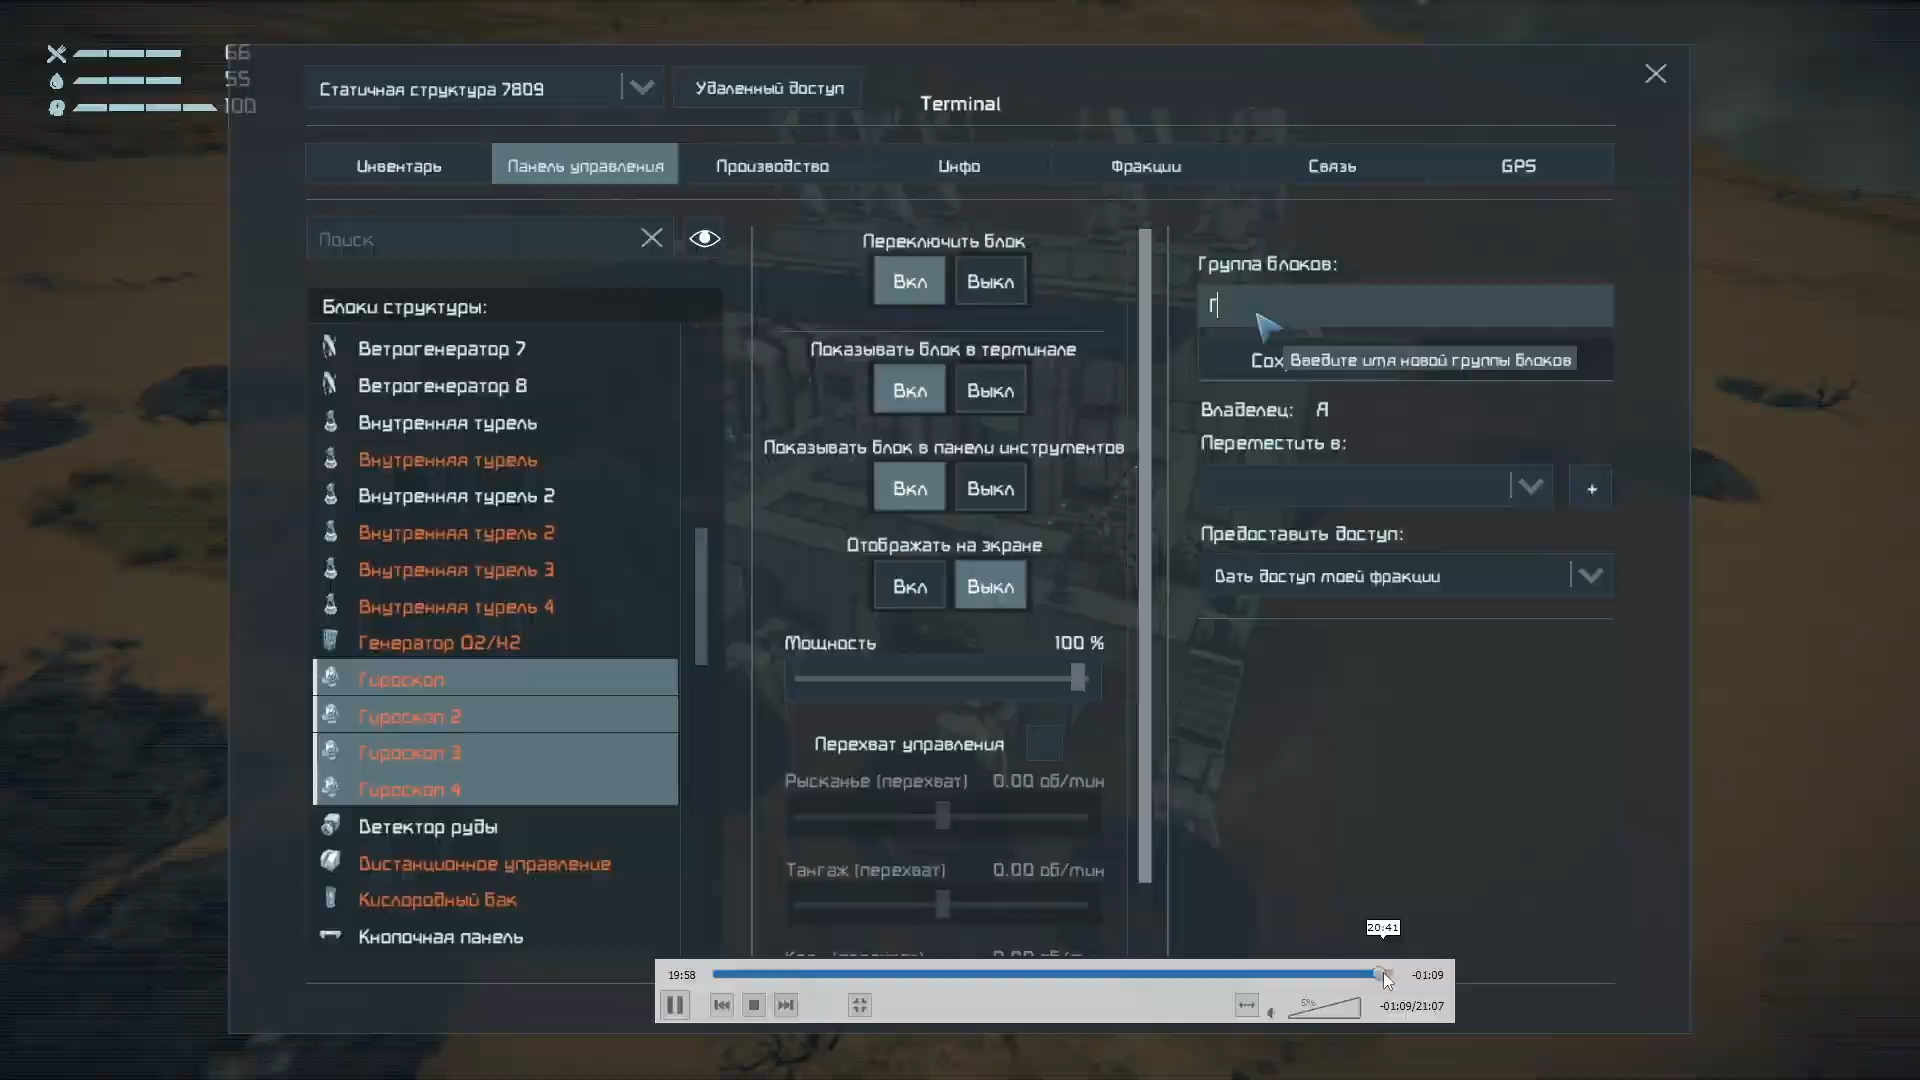 66
55
100
Статичная структура 7809
Удаленный доступ
Terminal
Инвентарь
Панель управления
Производство
Инфо
Фракции
Связь
GPS
Поиск
Блоки структуры:
Ветрогенератор 7
Ветрогенератор 8
Внутренняя турель
Внутренняя турель
Внутренняя турель 2
Внутренняя турель 2
Внутренняя турель 3
Внутренняя турель 4
Генератор O2/H2
Гироскоп
Гироскоп 2
Гироскоп 3
Гироскоп 4
Детектор руды
Дистанционное управление
Кислородный бак
Кнопочная панель
Переключить блок
Вкл Выкл
Показывать блок в терминале
Вкл Выкл
Показывать блок в панели инструментов
Вкл Выкл
Отображать на экране
Вкл Выкл
Мощность 100 %
Перехват управления
Рысканье (перехват) 0.00 об/мин
Тангаж (перехват) 0.00 об/мин
Группа блоков:
Г
Сох
Введите имя новой группы блоков
Владелец: Я
Переместить в:
+
Предоставить доступ:
Дать доступ моей фракции
20:41
19:58
-01:09
5%
-01:09/21:07